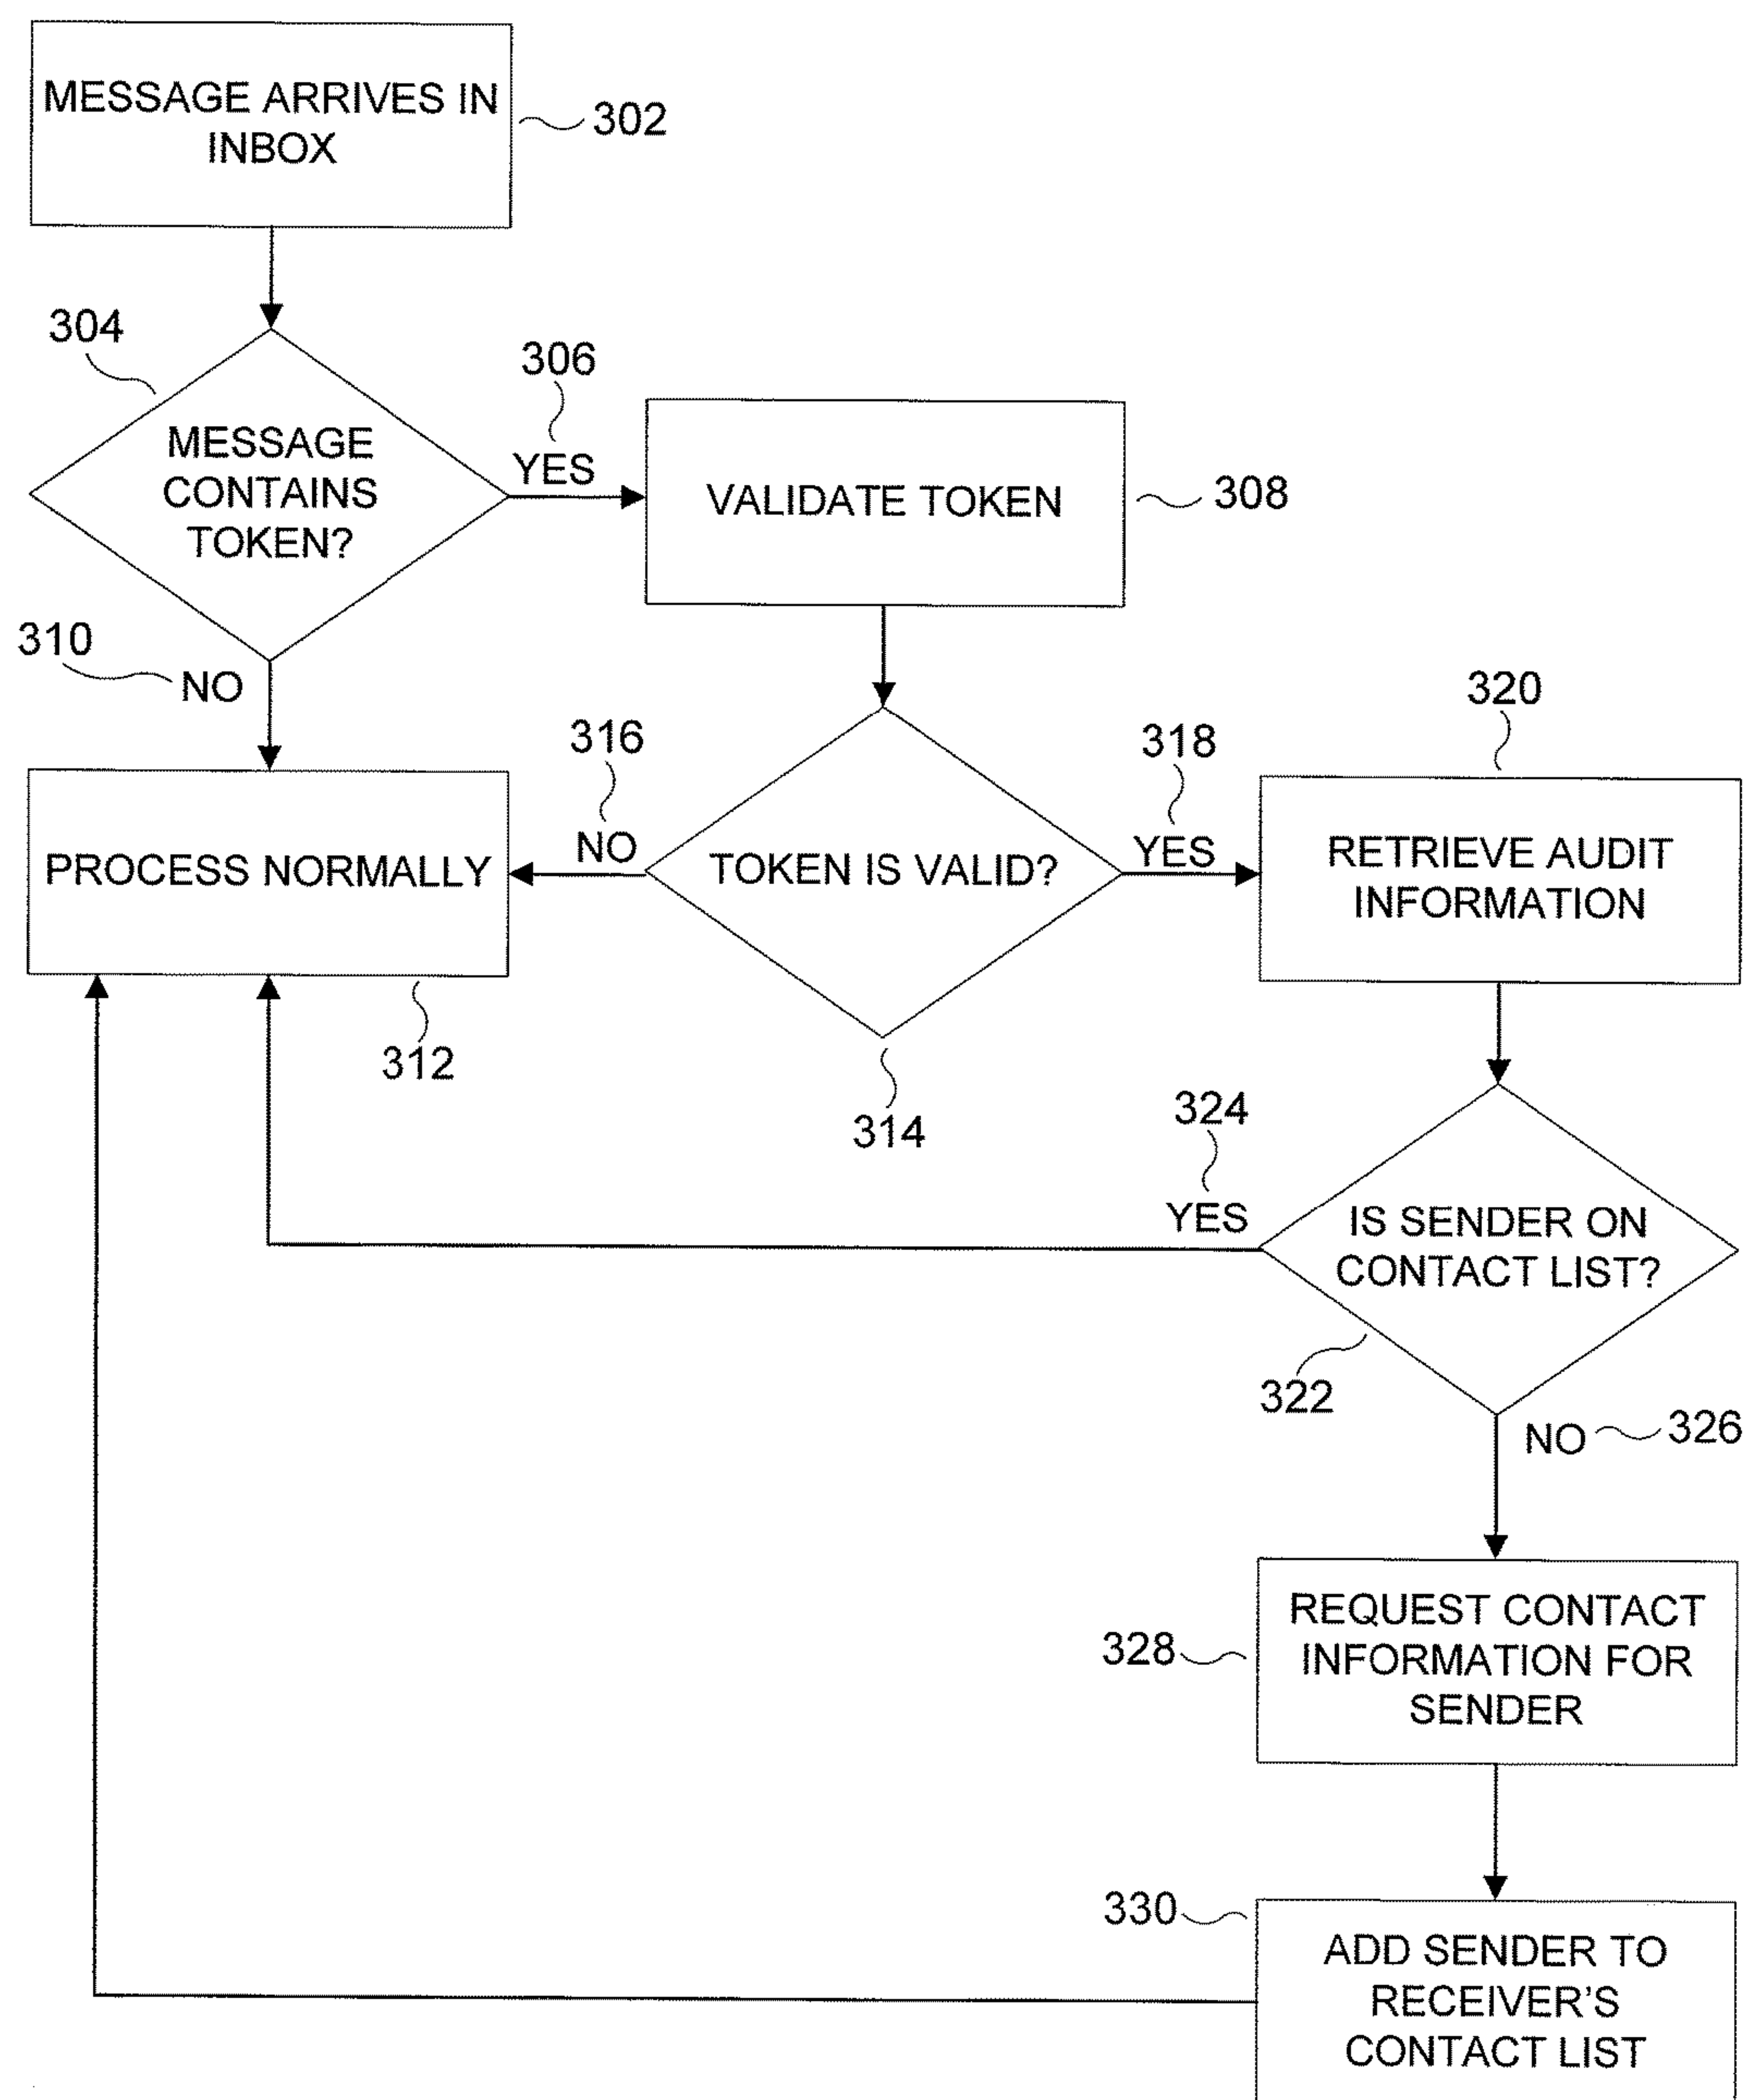 MESSAGE ARRIVES IN
INBOX
302
304
306
MESSAGE
CONTAINS
TOKEN?
YES
VALIDATE TOKEN
308
310
NO
316
318
320
PROCESS NORMALLY
NO
TOKEN IS VALID?
YES
RETRIEVE AUDIT
INFORMATION
312
314
324
YES
IS SENDER ON
CONTACT LIST?
322
NO
326
328
REQUEST CONTACT
INFORMATION FOR
SENDER
330
ADD SENDER TO
RECEIVER'S
CONTACT LIST